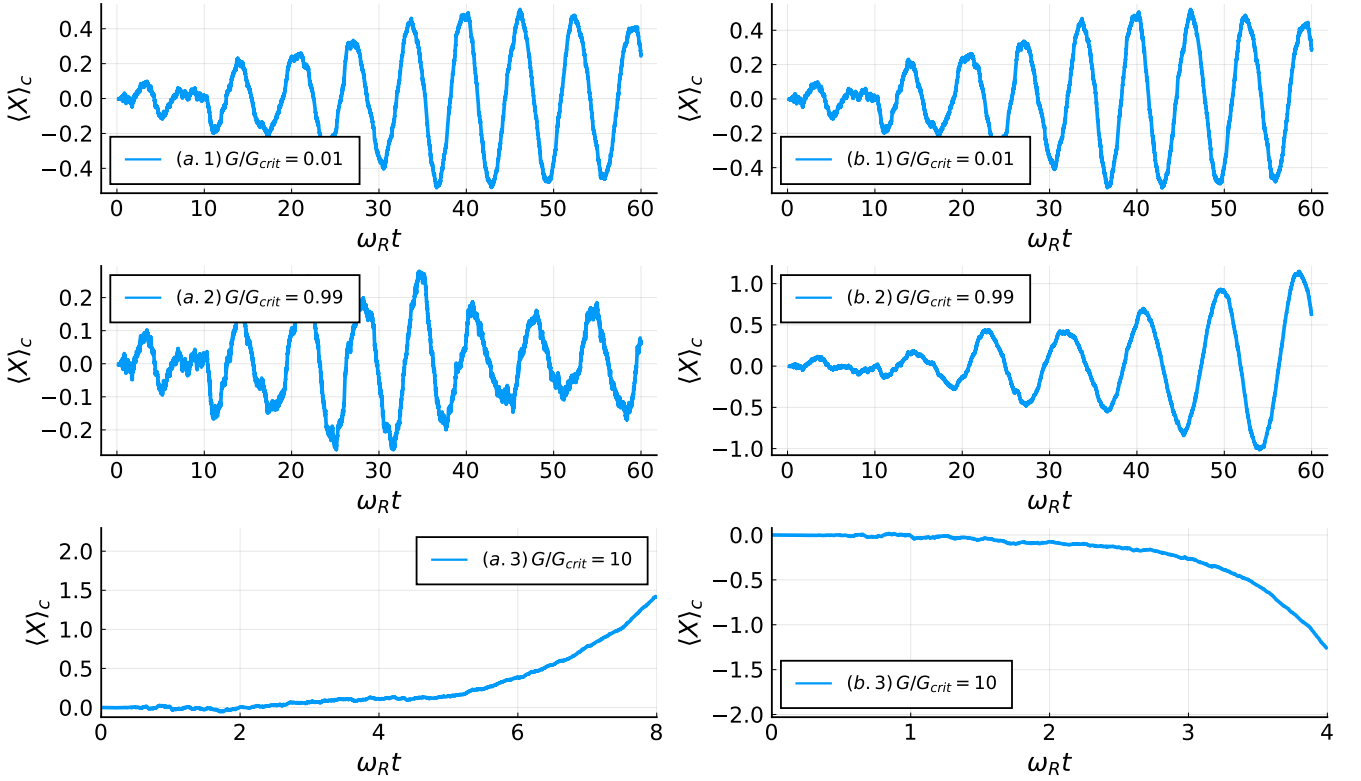 0.4
0.2
0.0
−0.2
−0.4
⟨X⟩c
(a.1) G/Gcrit = 0.01
0 10 20 30 40 50 60
ωRt
0.4
0.2
0.0
−0.2
−0.4
⟨X⟩c
(b.1) G/Gcrit = 0.01
0 10 20 30 40 50 60
ωRt
0.2
0.1
0.0
−0.1
−0.2
⟨X⟩c
(a.2) G/Gcrit = 0.99
0 10 20 30 40 50 60
ωRt
1.0
0.5
0.0
−0.5
−1.0
⟨X⟩c
(b.2) G/Gcrit = 0.99
0 10 20 30 40 50 60
ωRt
2.0
1.5
1.0
0.5
0.0
⟨X⟩c
(a.3) G/Gcrit = 10
0 2 4 6 8
ωRt
0.0
−0.5
−1.0
−1.5
−2.0
⟨X⟩c
(b.3) G/Gcrit = 10
0 1 2 3 4
ωRt